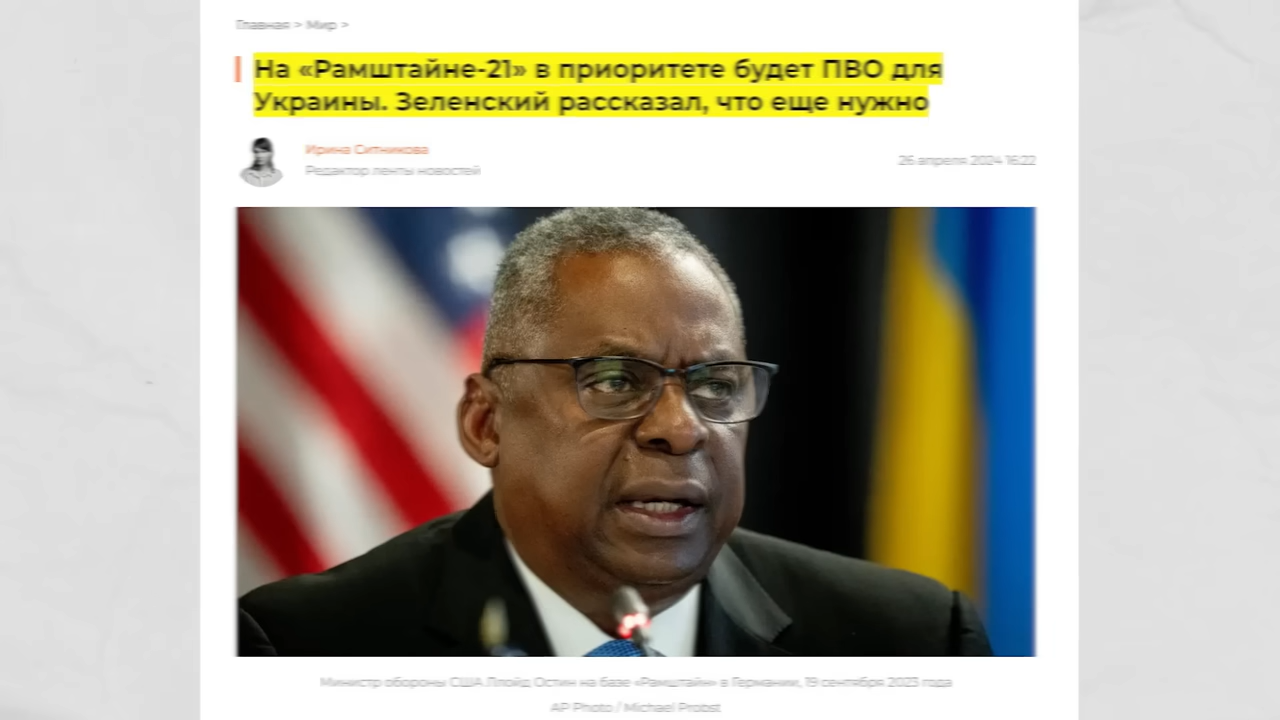 Главная > Мир >
На «Рамштайне-21» в приоритете будет ПВО для
Украины. Зеленский рассказал, что еще нужно
Ирина Ситникова
Редактор ленты новостей
26 апреля 2024 16:22
Министр обороны США Ллойд Остин на базе «Рамштайн» в Германии, 19 сентября 2023 года
AP Photo / Michael Probst